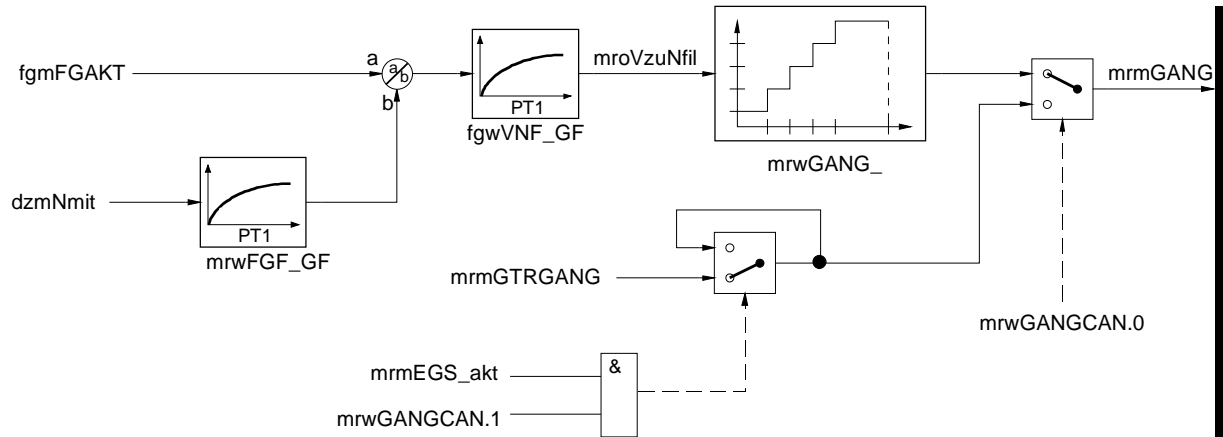 fgmFGAKT
a
a/b
b
PT1
fgwVNF_GF
mroVzuNfil
mrwGANG_
mrmGANG
dzmNmit
PT1
mrwFGF_GF
mrmGTRGANG
mrwGANGCAN.0
mrmEGS_akt
&
mrwGANGCAN.1